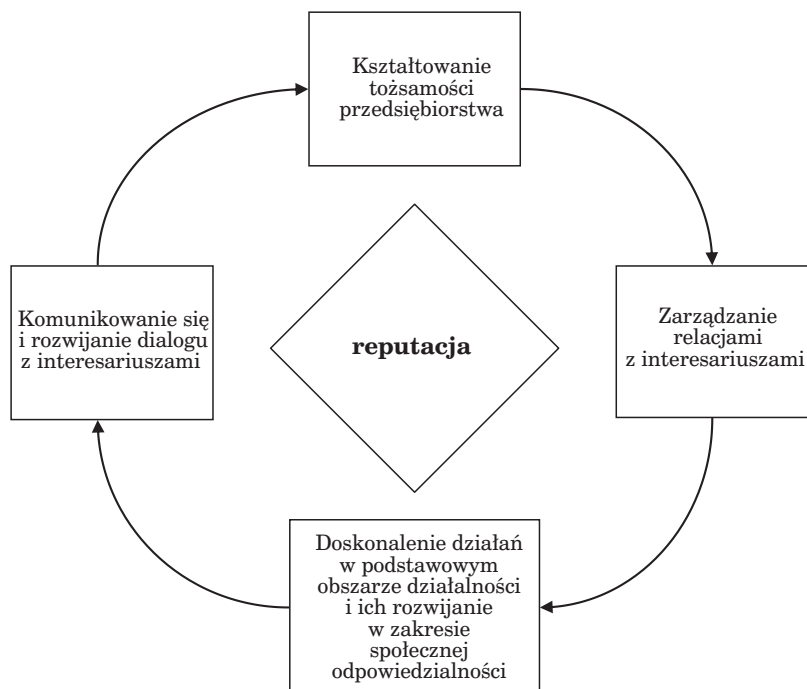 Kształtowanie
tożsamości
przedsiębiorstwa
Komunikowanie się
i rozwijanie dialogu
z interesariuszami
reputacja
Zarządzanie
relacjami
z interesariuszami
Doskonalenie działań
w podstawowym
obszarze działalności
i ich rozwijanie
w zakresie
społecznej
odpowiedzialności